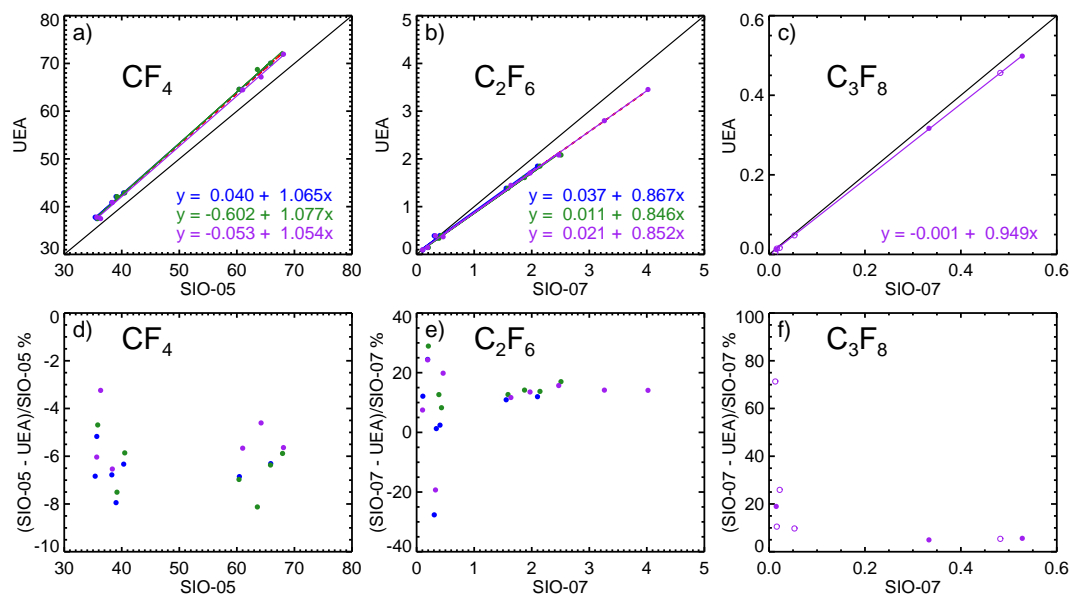 a)
CF4
UEA
80
70
60
50
40
30
y = 0.040 + 1.065x
y = -0.602 + 1.077x
y = -0.053 + 1.054x
30 40 50 60 70 80
SIO-05
b)
C2F6
UEA
5
4
3
2
1
0
y = 0.037 + 0.867x
y = 0.011 + 0.846x
y = 0.021 + 0.852x
0 1 2 3 4 5
SIO-07
c)
C3F8
UEA
0.6
0.4
0.2
0.0
y = -0.001 + 0.949x
0.0 0.2 0.4 0.6
SIO-07
d)
CF4
(SIO-05 - UEA)/SIO-05 %
0
-2
-4
-6
-8
-10
30 40 50 60 70 80
SIO-05
e)
C2F6
(SIO-07 - UEA)/SIO-07 %
40
20
0
-20
-40
0 1 2 3 4 5
SIO-07
f)
C3F8
(SIO-07 - UEA)/SIO-07 %
100
80
60
40
20
0
0.0 0.2 0.4 0.6
SIO-07